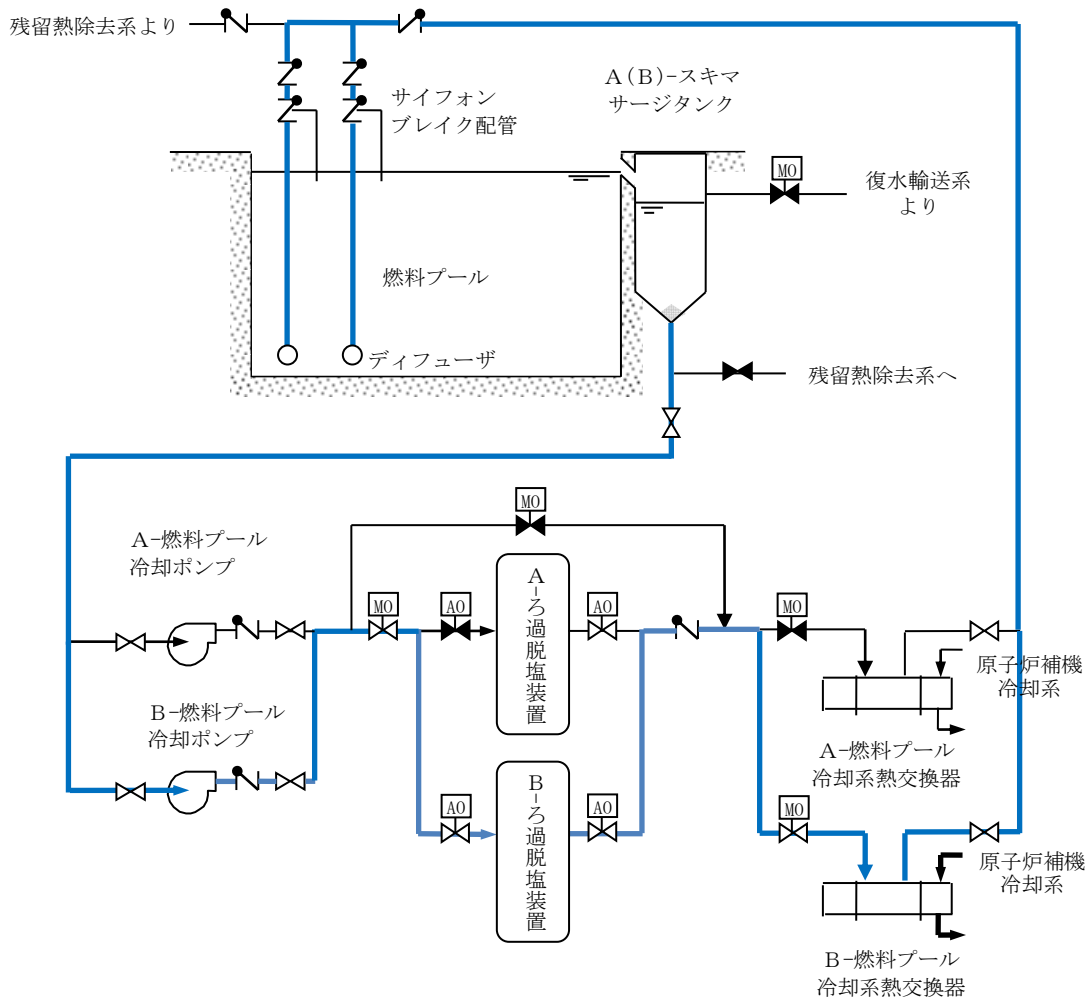 残留熱除去系より
サイフォン
ブレイク配管
A(B)-スキマ
サージタンク
MO
復水輸送系
より
燃料プール
ディフューザ
残留熱除去系へ
MO
A-燃料プール
冷却ポンプ
MO
AO
A-ろ過脱塩装置
AO
MO
原子炉補機
冷却系
B-燃料プール
冷却ポンプ
A-燃料プール
冷却系熱交換器
AO
B-ろ過脱塩装置
AO
MO
原子炉補機
冷却系
B-燃料プール
冷却系熱交換器